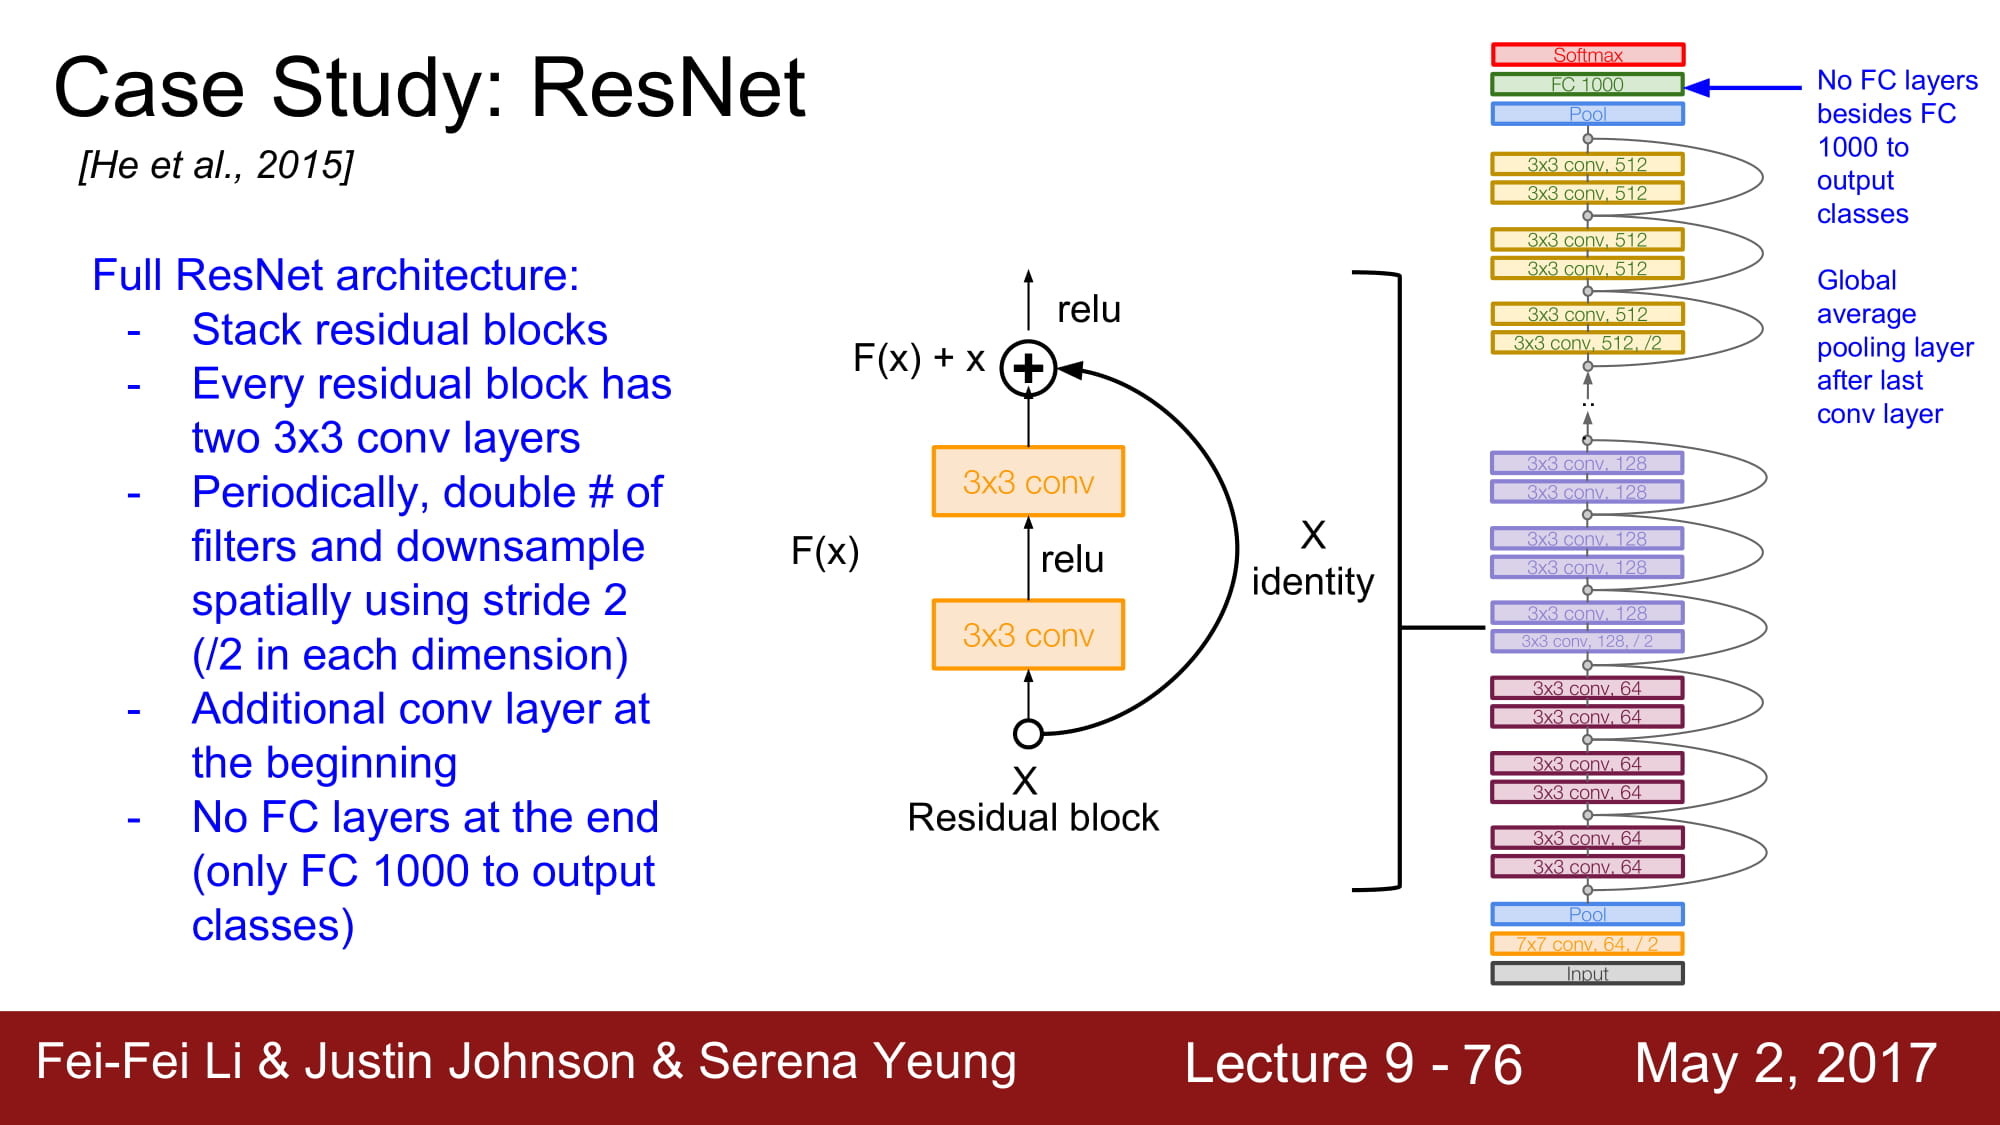 Case Study: ResNet
[He et al., 2015]
Full ResNet architecture:
- Stack residual blocks
- Every residual block has
two 3x3 conv layers
- Periodically, double # of
filters and downsample
spatially using stride 2
(/2 in each dimension)
- Additional conv layer at
the beginning
- No FC layers at the end
(only FC 1000 to output
classes)
relu
F(x) + x
3x3 conv
F(x)
relu
X
identity
3x3 conv
X
Residual block
Softmax
FC 1000
Pool
3x3 conv, 512
3x3 conv, 512
3x3 conv, 512
3x3 conv, 512
3x3 conv, 512
3x3 conv, 512, /2
..
3x3 conv, 128
3x3 conv, 128
3x3 conv, 128
3x3 conv, 128
3x3 conv, 128
3x3 conv, 128, / 2
3x3 conv, 64
3x3 conv, 64
3x3 conv, 64
3x3 conv, 64
3x3 conv, 64
3x3 conv, 64
Pool
7x7 conv, 64, / 2
Input
No FC layers
besides FC
1000 to
output
classes
Global
average
pooling layer
after last
conv layer
Fei-Fei Li & Justin Johnson & Serena Yeung
Lecture 9 - 76
May 2, 2017